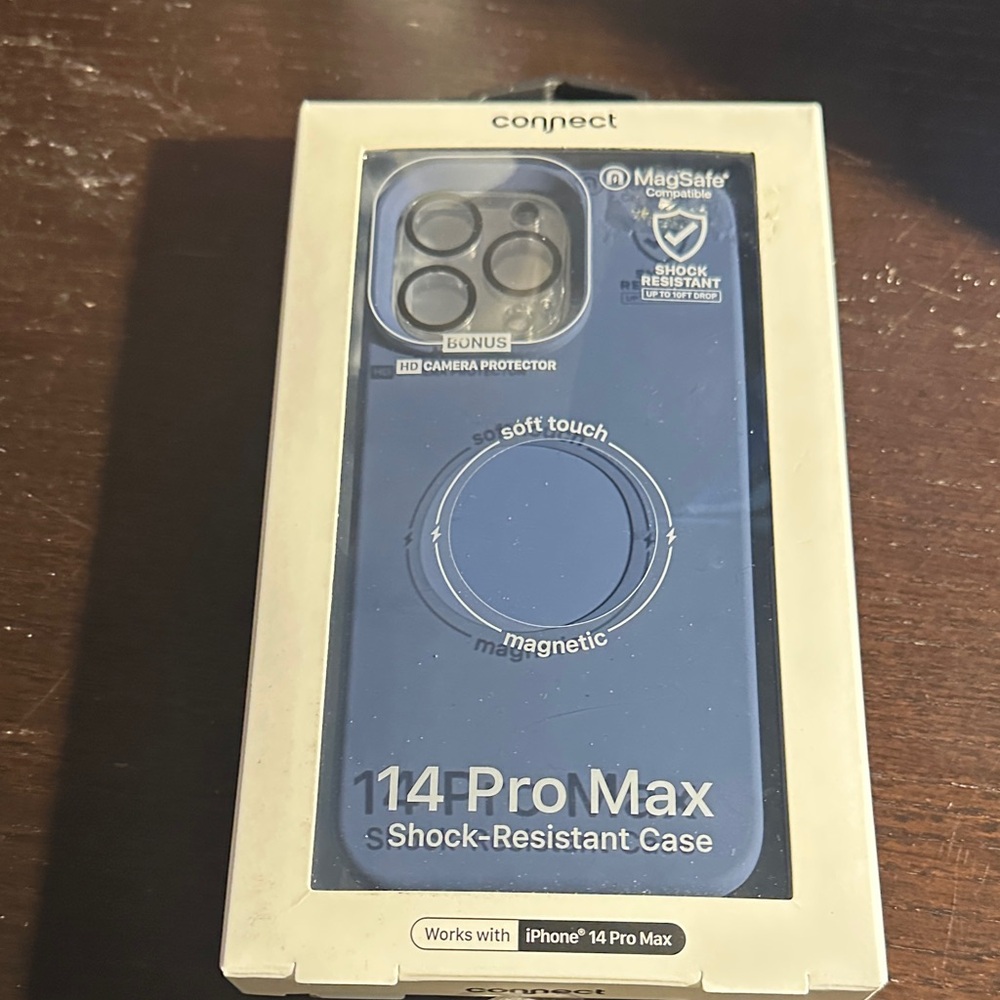 connect
MagSafe®
Compatible
SHOCK
RESISTANT
UP TO 10FT DROP
BONUS
HD CAMERA PROTECTOR
soft touch
magnetic
14 Pro Max
Shock-Resistant Case
Works with iPhone® 14 Pro Max
connect